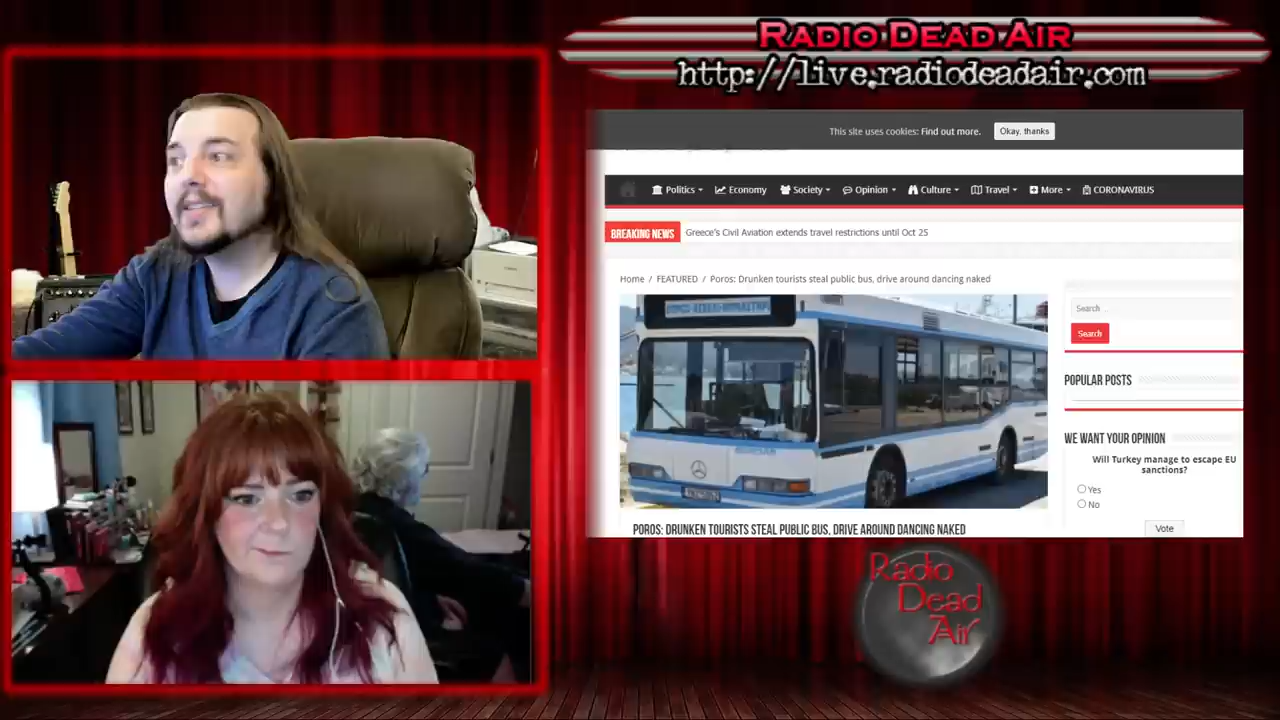 RADIO DEAD AIR
http://live.radiodeadair.com
This site uses cookies: Find out more. Okay, thanks
Politics Economy Society Opinion Culture Travel More CORONAVIRUS
BREAKING NEWS Greece's Civil Aviation extends travel restrictions until Oct 25
Home / FEATURED / Poros: Drunken tourists steal public bus, drive around dancing naked
Search
Search
POPULAR POSTS
WE WANT YOUR OPINION
Will Turkey manage to escape EU
sanctions?
Yes
No
Vote
POROS: DRUNKEN TOURISTS STEAL PUBLIC BUS, DRIVE AROUND DANCING NAKED
Radio
Dead
Air